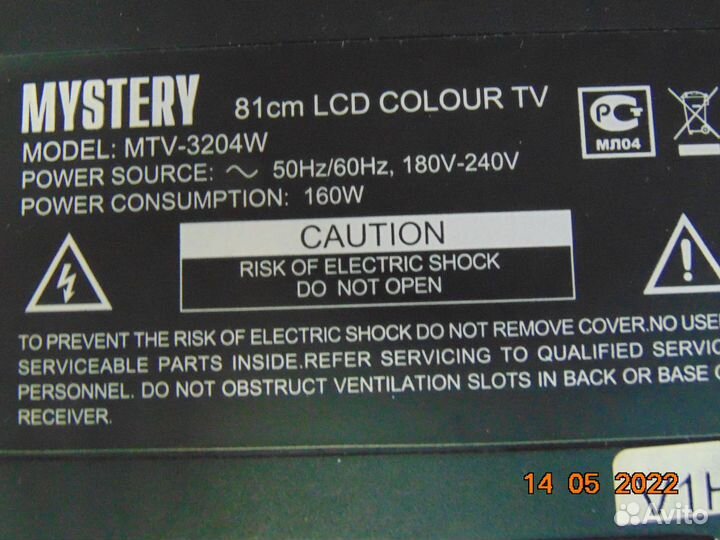 MYSTERY
81cm LCD COLOUR TV
MODEL: MTV-3204W
POWER SOURCE: ~ 50Hz/60Hz, 180V-240V
POWER CONSUMPTION: 160W
РСТ
МЛ04
CAUTION
RISK OF ELECTRIC SHOCK
DO NOT OPEN
TO PREVENT THE RISK OF ELECTRIC SHOCK DO NOT REMOVE COVER.NO USE
SERVICEABLE PARTS INSIDE.REFER SERVICING TO QUALIFIED SERVIC
PERSONNEL. DO NOT OBSTRUCT VENTILATION SLOTS IN BACK OR BASE O
RECEIVER.
14 05 2022
V1H
Avito